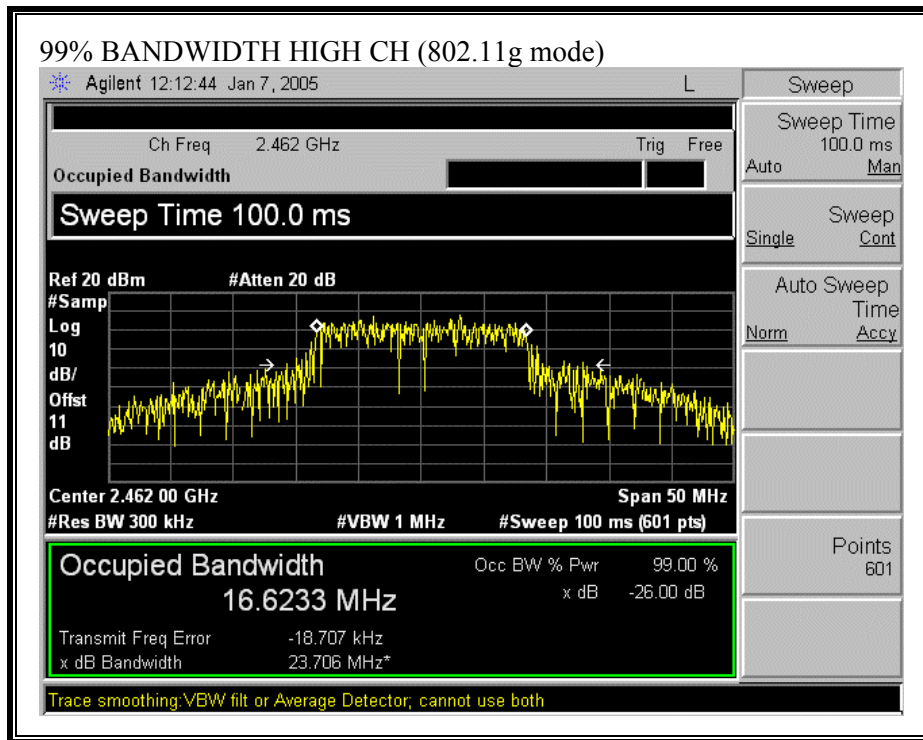 99% BANDWIDTH HIGH CH (802.11g mode)
Agilent 12:12:44 Jan 7, 2005 L
Ch Freq 2.462 GHz Trig Free
Occupied Bandwidth
Sweep Time 100.0 ms
Ref 20 dBm #Atten 20 dB
#Samp
Log
10
dB/
Offst
11
dB
Center 2.462 00 GHz Span 50 MHz
#Res BW 300 kHz #VBW 1 MHz #Sweep 100 ms (601 pts)
Occupied Bandwidth Occ BW % Pwr 99.00 %
16.6233 MHz x dB -26.00 dB
Transmit Freq Error -18.707 kHz
x dB Bandwidth 23.706 MHz*
Trace smoothing:VBW filt or Average Detector; cannot use both
Sweep
Sweep Time
100.0 ms
Auto Man
Sweep
Single Cont
Auto Sweep
Time
Norm Accy
Points
601